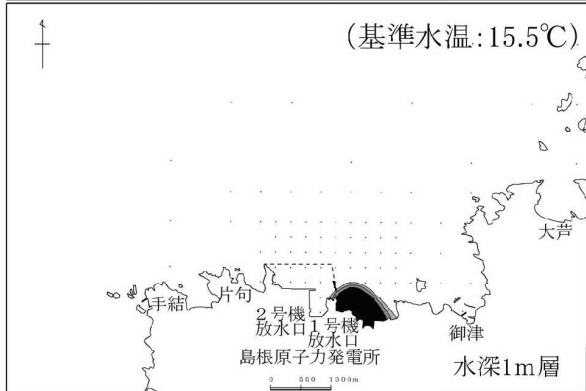 (基準水温:15.5℃)
大芦
手結
片句
2号機
放水口
1号機
放水口
御津
島根原子力発電所
水深1m層
0 500 1000m